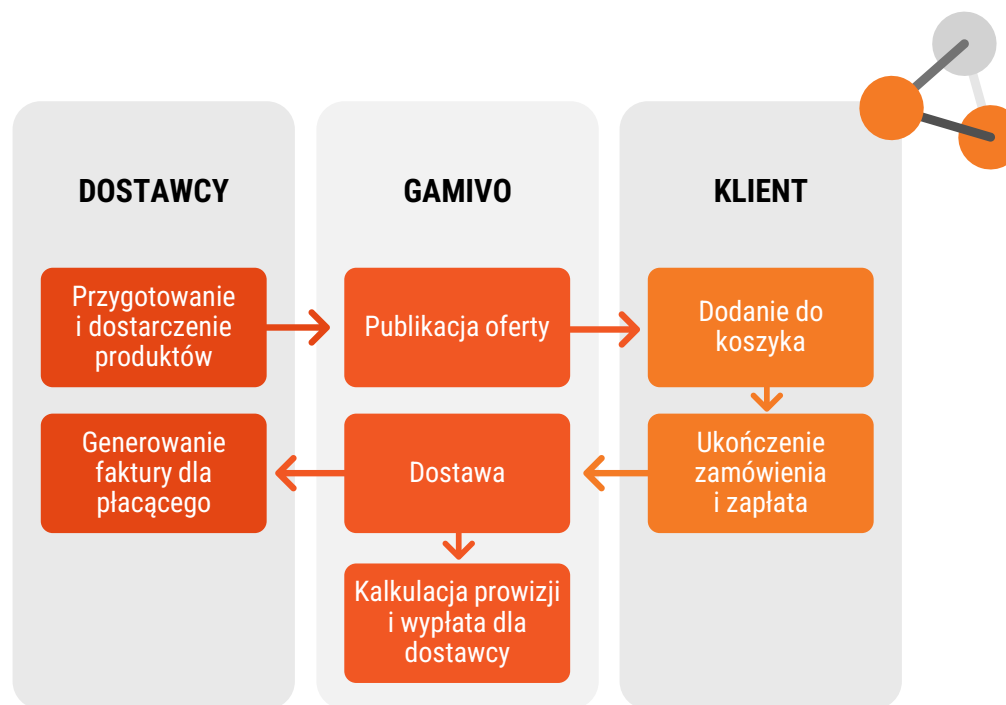 DOSTAWCY
GAMIVO
KLIENT
Przygotowanie
i dostarczenie
produktów
Publikacja oferty
Dodanie do
koszyka
Generowanie
faktury dla
płacącego
Dostawa
Ukończenie
zamówienia
i zapłata
Kalkulacja prowizji
i wypłata dla
dostawcy